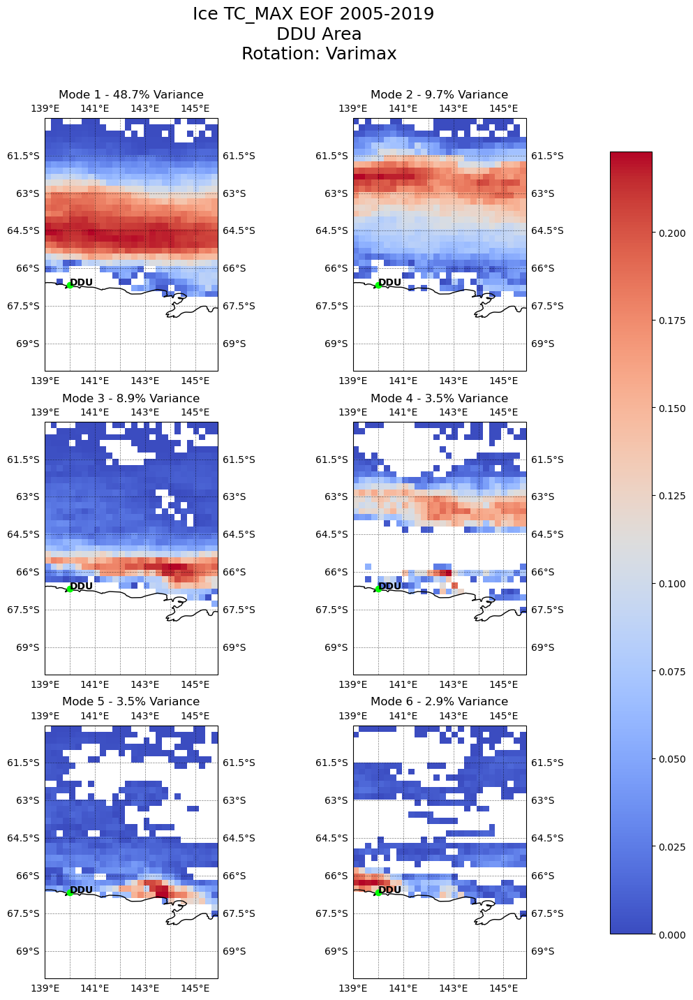 Ice TC_MAX EOF 2005-2019
DDU Area
Rotation: Varimax
Mode 1 - 48.7% Variance
139°E 141°E 143°E 145°E
61.5°S 61.5°S
63°S 63°S
64.5°S 64.5°S
66°S 66°S
DDU
67.5°S 67.5°S
69°S 69°S
139°E 141°E 143°E 145°E
Mode 2 - 9.7% Variance
139°E 141°E 143°E 145°E
61.5°S 61.5°S
63°S 63°S
64.5°S 64.5°S
66°S 66°S
DDU
67.5°S 67.5°S
69°S 69°S
139°E 141°E 143°E 145°E
Mode 3 - 8.9% Variance
139°E 141°E 143°E 145°E
61.5°S 61.5°S
63°S 63°S
64.5°S 64.5°S
66°S 66°S
DDU
67.5°S 67.5°S
69°S 69°S
139°E 141°E 143°E 145°E
Mode 4 - 3.5% Variance
139°E 141°E 143°E 145°E
61.5°S 61.5°S
63°S 63°S
64.5°S 64.5°S
66°S 66°S
DDU
67.5°S 67.5°S
69°S 69°S
139°E 141°E 143°E 145°E
Mode 5 - 3.5% Variance
139°E 141°E 143°E 145°E
61.5°S 61.5°S
63°S 63°S
64.5°S 64.5°S
66°S 66°S
DDU
67.5°S 67.5°S
69°S 69°S
139°E 141°E 143°E 145°E
Mode 6 - 2.9% Variance
139°E 141°E 143°E 145°E
61.5°S 61.5°S
63°S 63°S
64.5°S 64.5°S
66°S 66°S
DDU
67.5°S 67.5°S
69°S 69°S
139°E 141°E 143°E 145°E
0.200
0.175
0.150
0.125
0.100
0.075
0.050
0.025
0.000